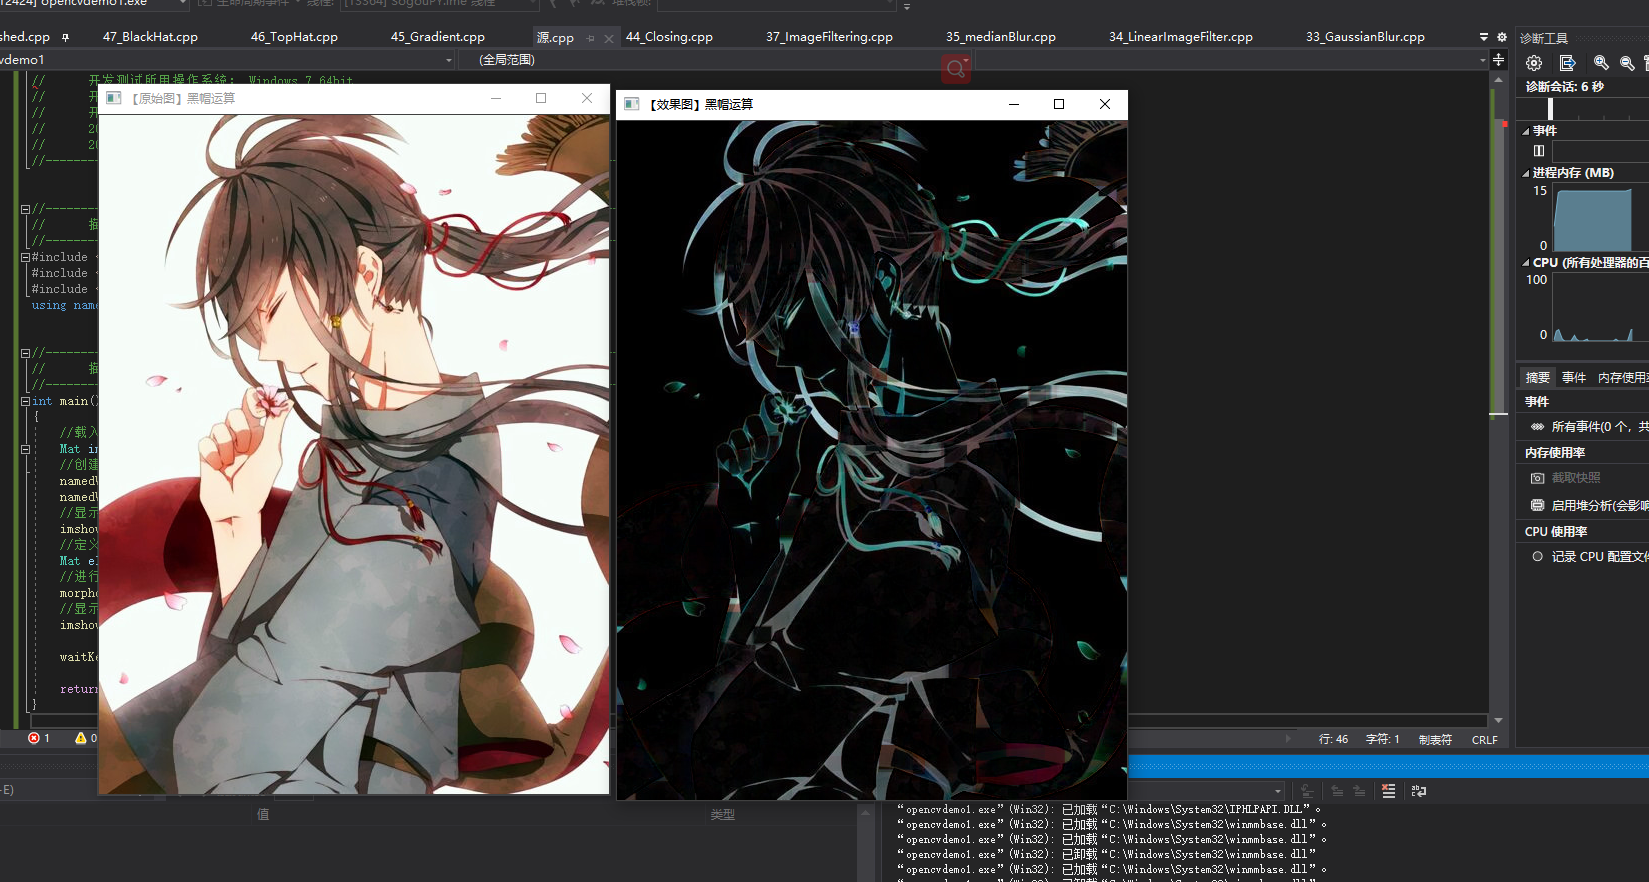 [12424] opencvdemo1.exe
生命周期事件
线程:
[15364] SogouPY.ime 线程
堆栈帧:
shed.cpp
47_BlackHat.cpp
46_TopHat.cpp
45_Gradient.cpp
源.cpp
44_Closing.cpp
37_ImageFiltering.cpp
35_medianBlur.cpp
34_LinearImageFilter.cpp
33_GaussianBlur.cpp
诊断工具
vdemo1
(全局范围)
// 开发测试所用操作系统: Windows 7 64bit
// 开
// 开
// 20
// 20
//---------
【原始图】黑帽运算
【效果图】黑帽运算
诊断会话: 6 秒
事件
进程内存 (MB)
15
0
CPU (所有处理器的百
100
0
//---------
// 描
//---------
#include <
#include <
#include <
using name
//---------
// 描
//---------
int main(
{
//载入
Mat in
//创建
named
named
//显示
imshow
//定义
Mat el
//进行
morpho
//显示
imshow
waitKe
return
}
摘要
事件
内存使用率
事件
所有事件(0 个，共
内存使用率
截取快照
启用堆分析(会影响
CPU 使用率
记录 CPU 配置文件
1
0
行: 46
字符: 1
制表符
CRLF
-E)
值
类型
“opencvdemo1.exe”(Win32): 已加载“C:\Windows\System32\IPHLPAPI.DLL”。
“opencvdemo1.exe”(Win32): 已加载“C:\Windows\System32\winmmbase.dll”。
“opencvdemo1.exe”(Win32): 已加载“C:\Windows\System32\winmmbase.dll”。
“opencvdemo1.exe”(Win32): 已卸载“C:\Windows\System32\winmmbase.dll”
“opencvdemo1.exe”(Win32): 已加载“C:\Windows\System32\winmmbase.dll”。